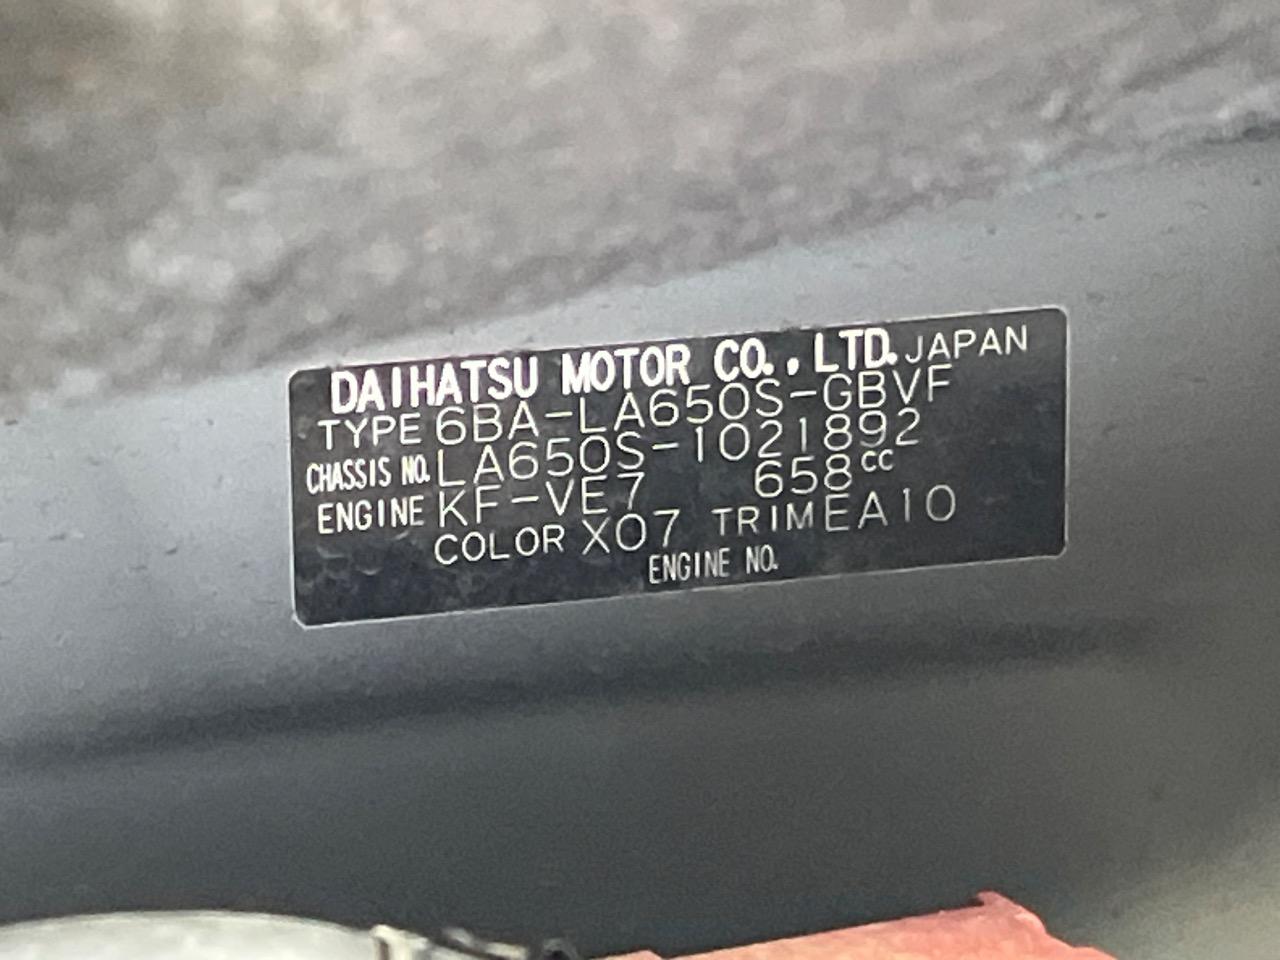 DAIHATSU MOTOR CO., LTD. JAPAN
TYPE 6BA-LA650S-GBVF
CHASSIS NO. LA650S-1021892
ENGINE KF-VE7 658cc
COLOR X07 TRIM EA10
ENGINE NO.